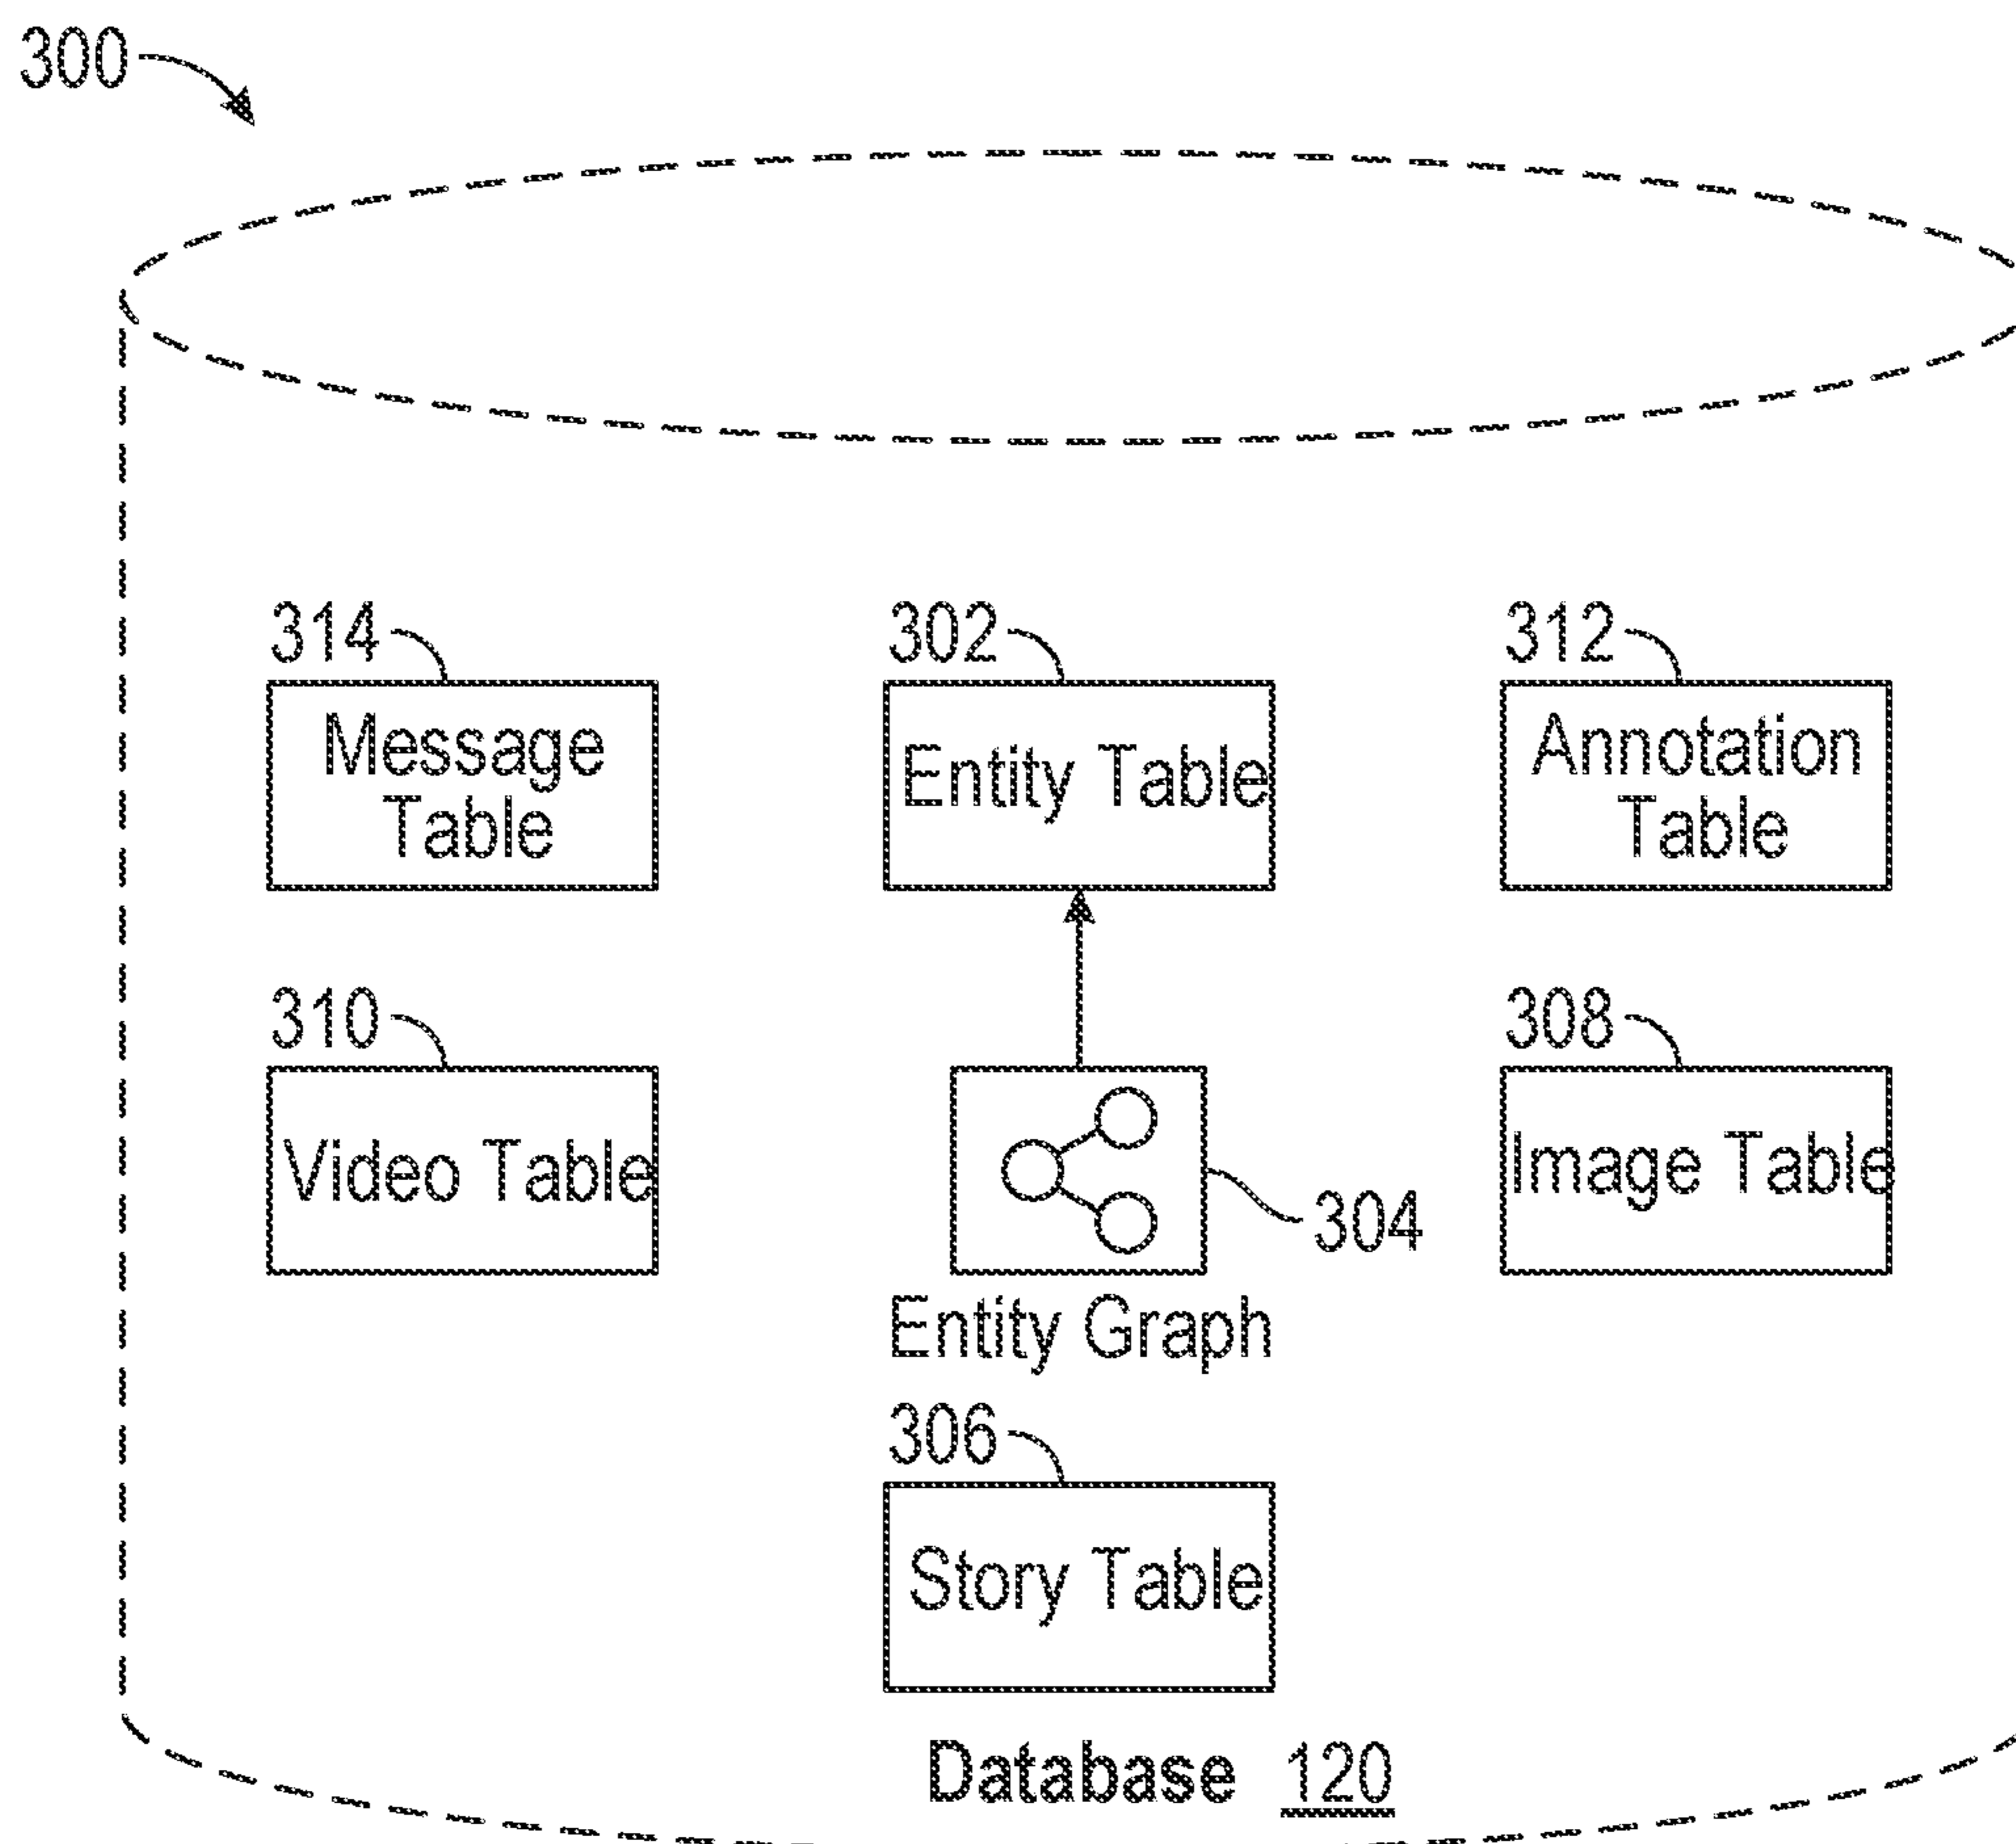 300
314
302
312
Message
Table
Entity Table
Annotation
Table
310
308
Video Table
Image Table
304
Entity Graph
306
Story Table
Database 120